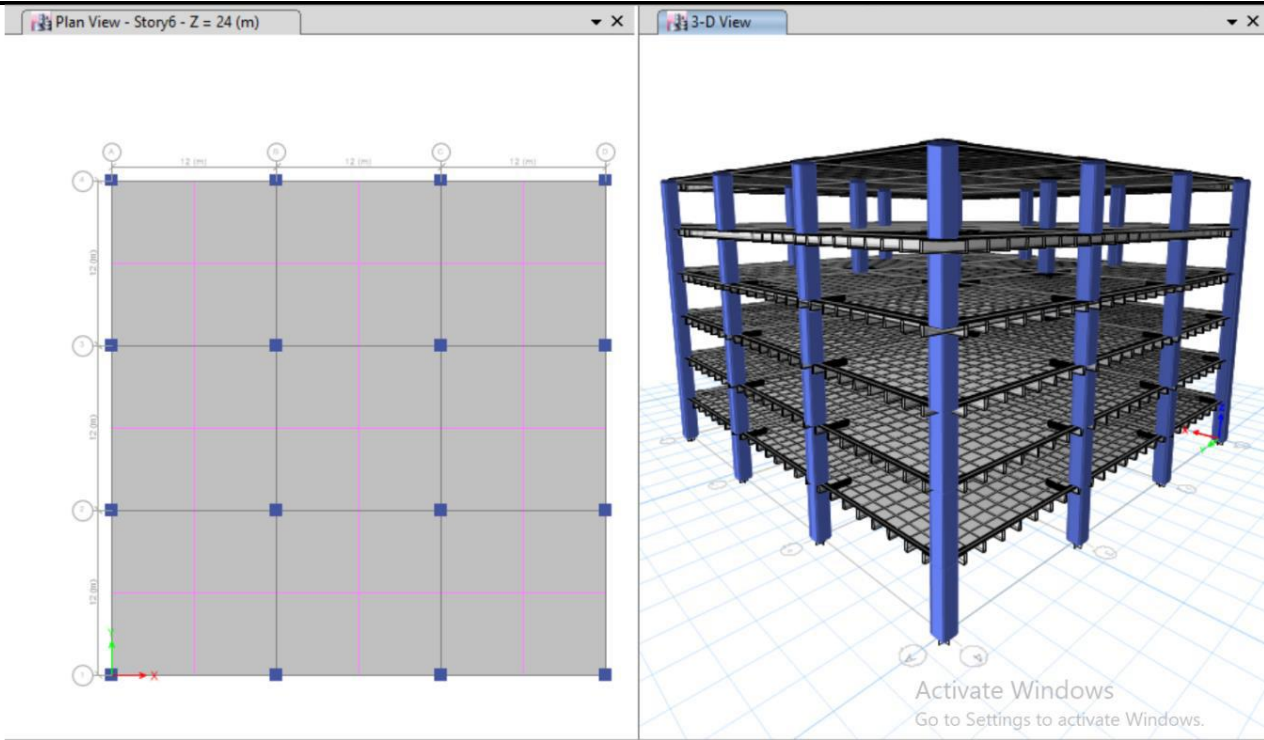 Plan View - Story6 - Z = 24 (m)
3-D View
A
B
C
D
12 (m)
12 (m)
12 (m)
4
12 (m)
3
12 (m)
2
12 (m)
1
Y
X
Activate Windows
Go to Settings to activate Windows.